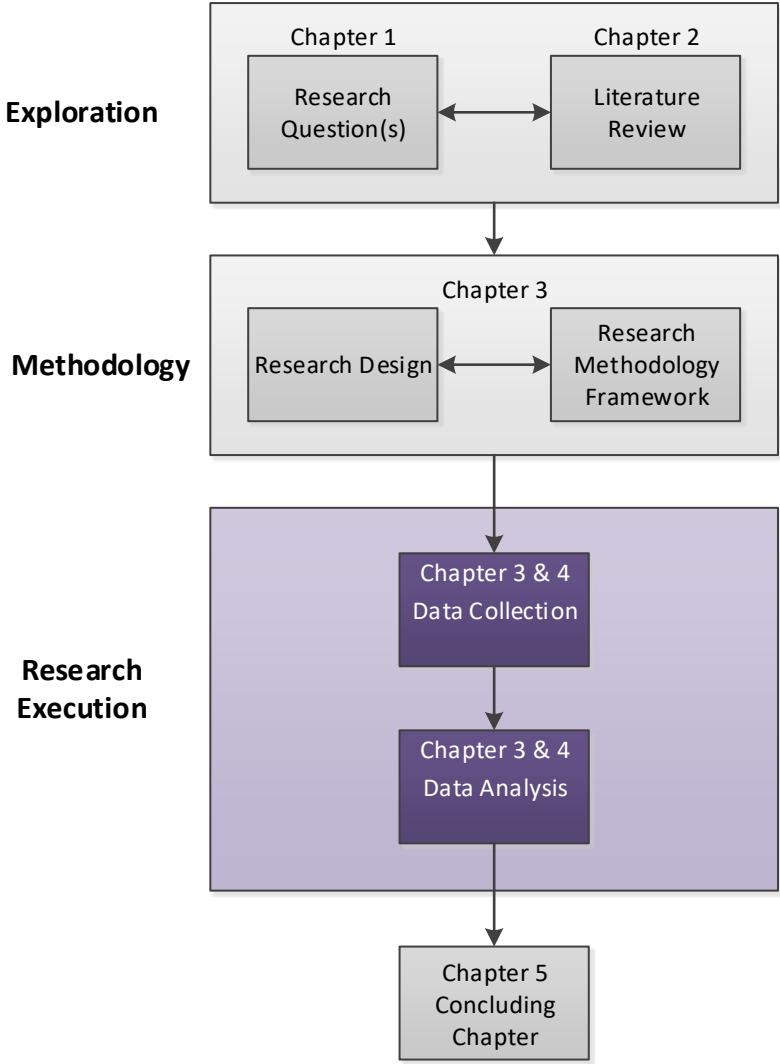 Chapter 1
Chapter 2
Exploration
Research
Question(s)
Literature
Review
Chapter 3
Methodology
Research Design
Research
Methodology
Framework
Research
Execution
Chapter 3 & 4
Data Collection
Chapter 3 & 4
Data Analysis
Chapter 5
Concluding
Chapter